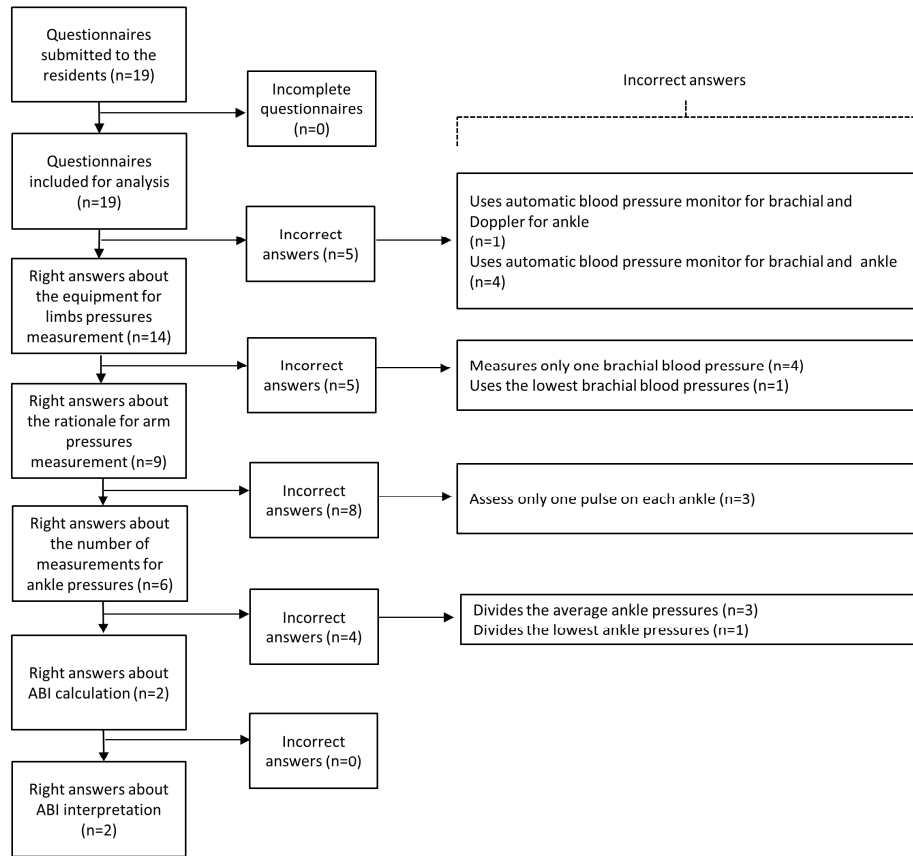 Questionnaires
submitted to the
residents (n=19)
Incomplete
questionnaires
(n=0)
Incorrect answers
Questionnaires
included for analysis
(n=19)
Incorrect
answers (n=5)
Uses automatic blood pressure monitor for brachial and
Doppler for ankle
(n=1)
Uses automatic blood pressure monitor for brachial and ankle
(n=4)
Right answers about
the equipment for
limbs pressures
measurement (n=14)
Incorrect
answers (n=5)
Measures only one brachial blood pressure (n=4)
Uses the lowest brachial blood pressures (n=1)
Right answers about
the rationale for arm
pressures
measurement (n=9)
Incorrect
answers (n=8)
Assess only one pulse on each ankle (n=3)
Right answers about
the number of
measurements for
ankle pressures (n=6)
Incorrect
answers (n=4)
Divides the average ankle pressures (n=3)
Divides the lowest ankle pressures (n=1)
Right answers about
ABI calculation (n=2)
Incorrect
answers (n=0)
Right answers about
ABI interpretation
(n=2)